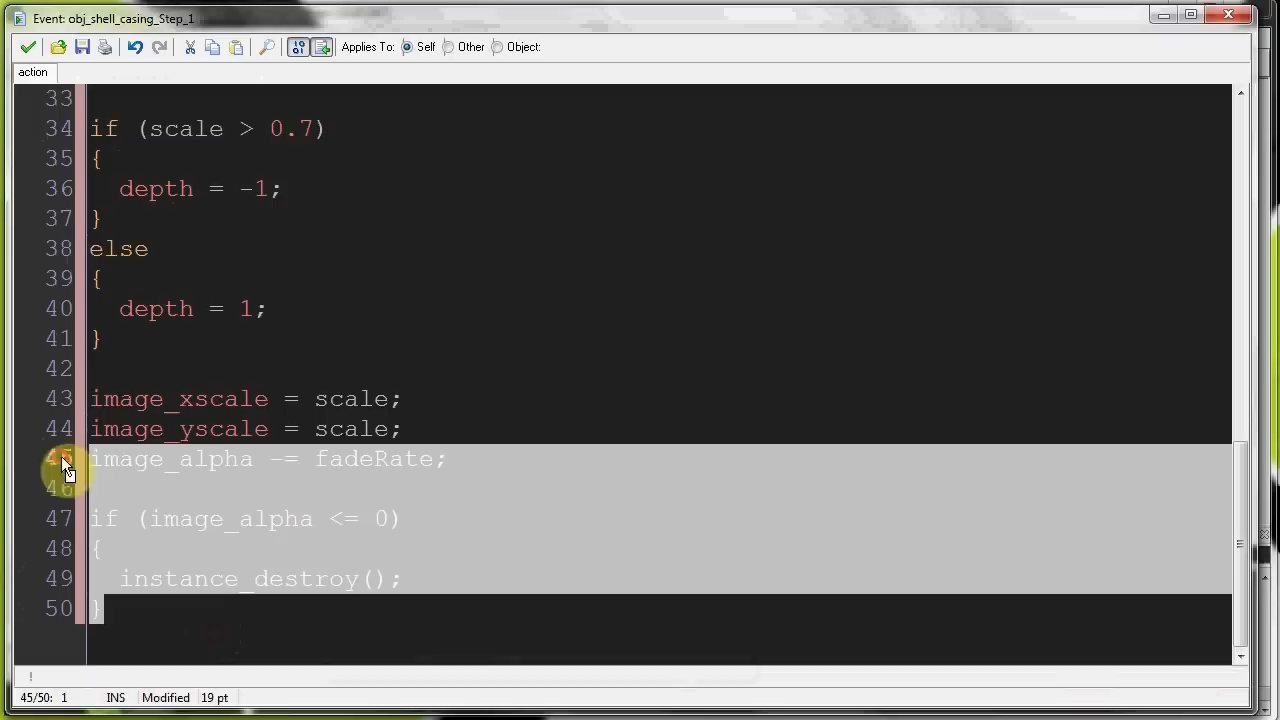 Event: obj_shell_casing_Step_1
Applies To: Self Other Object:
action
33
34 if (scale > 0.7)
35 {
36 depth = -1;
37 }
38 else
39 {
40 depth = 1;
41 }
42
43 image_xscale = scale;
44 image_yscale = scale;
45 image_alpha -= fadeRate;
46
47 if (image_alpha <= 0)
48 {
49 instance_destroy();
50 }
!
45/50: 1 INS Modified 19 pt